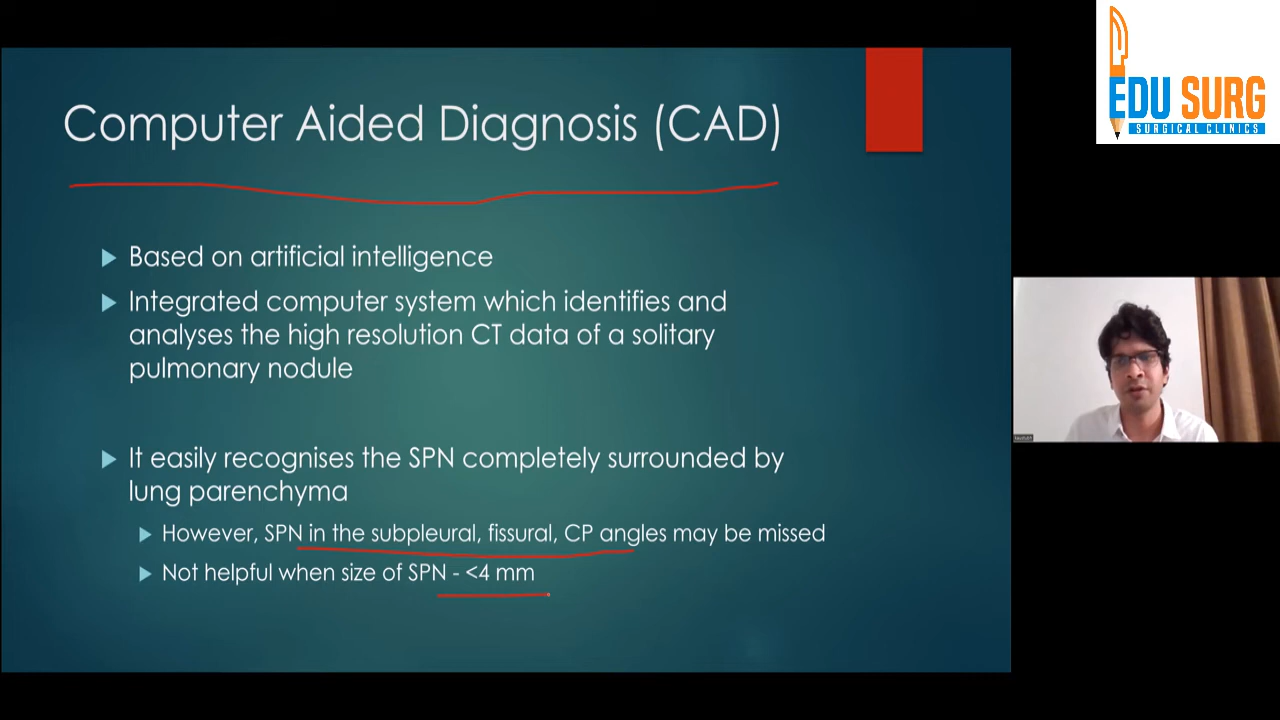 Computer Aided Diagnosis (CAD)
Based on artificial intelligence
Integrated computer system which identifies and
analyses the high resolution CT data of a solitary
pulmonary nodule
It easily recognises the SPN completely surrounded by
lung parenchyma
However, SPN in the subpleural, fissural, CP angles may be missed
Not helpful when size of SPN - <4 mm
EDU SURG
SURGICAL CLINICS